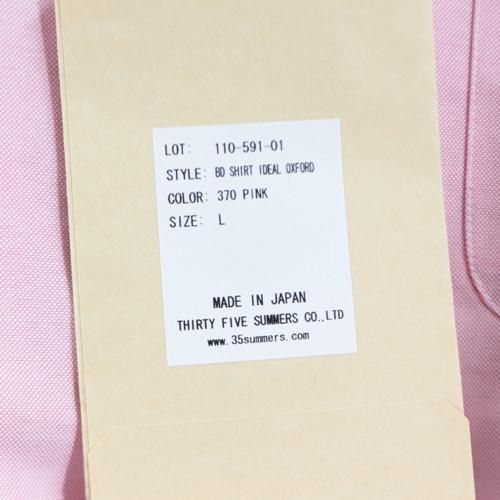 LOT: 110-591-01
STYLE: BD SHIRT IDEAL OXFORD
COLOR: 370 PINK
SIZE: L
MADE IN JAPAN
THIRTY FIVE SUMMERS CO.,LTD
www.35summers.com